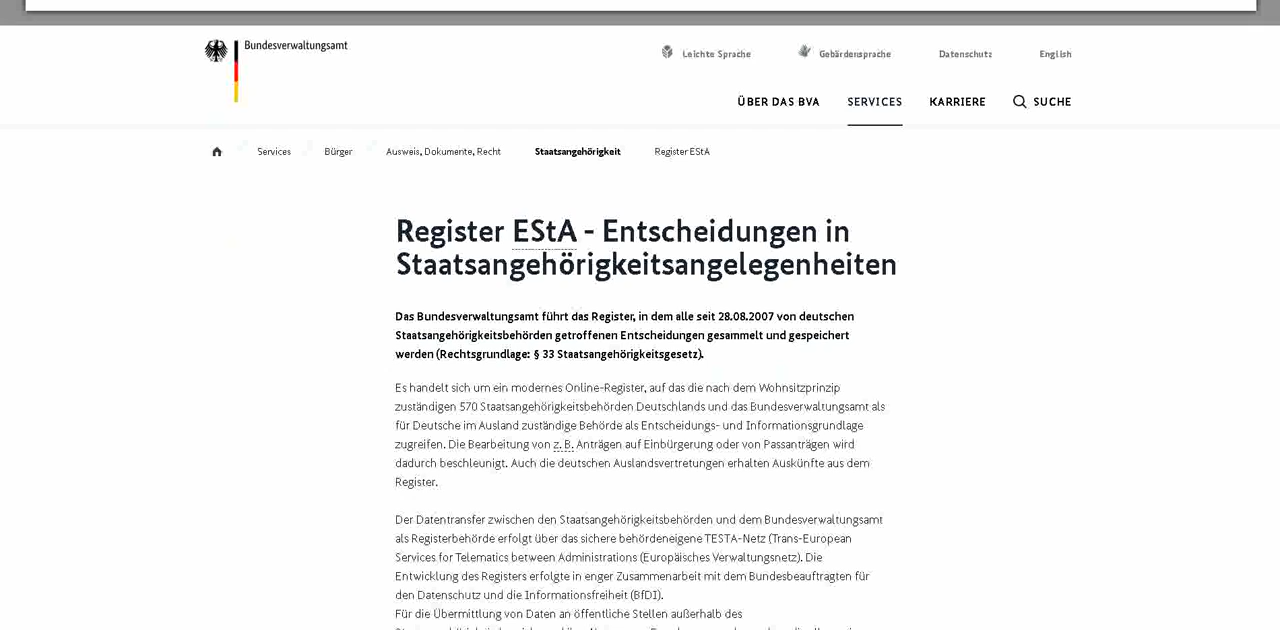 Bundesverwaltungsamt
Leichte Sprache Gebärdensprache Datenschutz English
ÜBER DAS BVA SERVICES KARRIERE SUCHE
Services Bürger Ausweis, Dokumente, Recht Staatsangehörigkeit Register EStA
Register EStA - Entscheidungen in
Staatsangehörigkeitsangelegenheiten
Das Bundesverwaltungsamt führt das Register, in dem alle seit 28.08.2007 von deutschen
Staatsangehörigkeitsbehörden getroffenen Entscheidungen gesammelt und gespeichert
werden (Rechtsgrundlage: § 33 Staatsangehörigkeitsgesetz).
Es handelt sich um ein modernes Online-Register, auf das die nach dem Wohnsitzprinzip
zuständigen 570 Staatsangehörigkeitsbehörden Deutschlands und das Bundesverwaltungsamt als
für Deutsche im Ausland zuständige Behörde als Entscheidungs- und Informationsgrundlage
zugreifen. Die Bearbeitung von z. B. Anträgen auf Einbürgerung oder von Passanträgen wird
dadurch beschleunigt. Auch die deutschen Auslandsvertretungen erhalten Auskünfte aus dem
Register.
Der Datentransfer zwischen den Staatsangehörigkeitsbehörden und dem Bundesverwaltungsamt
als Registerbehörde erfolgt über das sichere behördeneigene TESTA-Netz (Trans-European
Services for Telematics between Administrations (Europäisches Verwaltungsnetz). Die
Entwicklung des Registers erfolgte in enger Zusammenarbeit mit dem Bundesbeauftragten für
den Datenschutz und die Informationsfreiheit (BfDI).
Für die Übermittlung von Daten an öffentliche Stellen außerhalb des